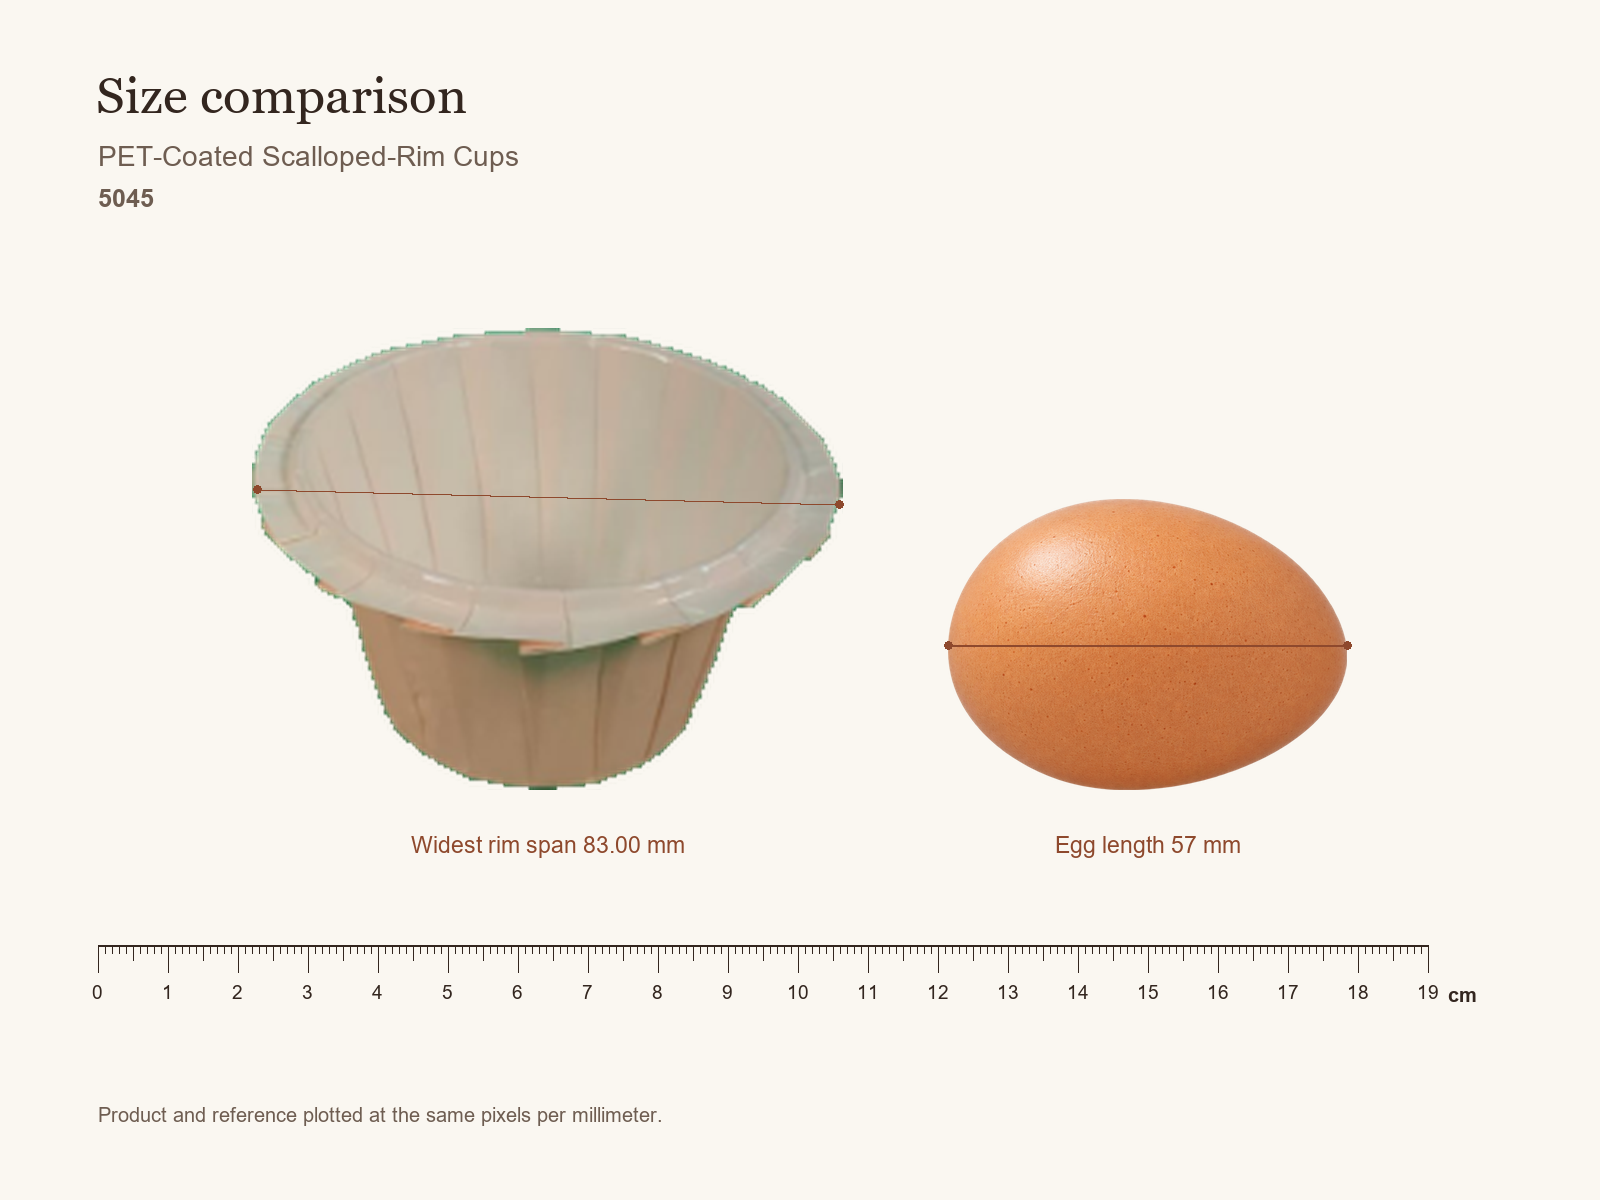 Size comparison
PET-Coated Scalloped-Rim Cups
5045
Widest rim span 83.00 mm
Egg length 57 mm
0 1 2 3 4 5 6 7 8 9 10 11 12 13 14 15 16 17 18 19 cm
Product and reference plotted at the same pixels per millimeter.